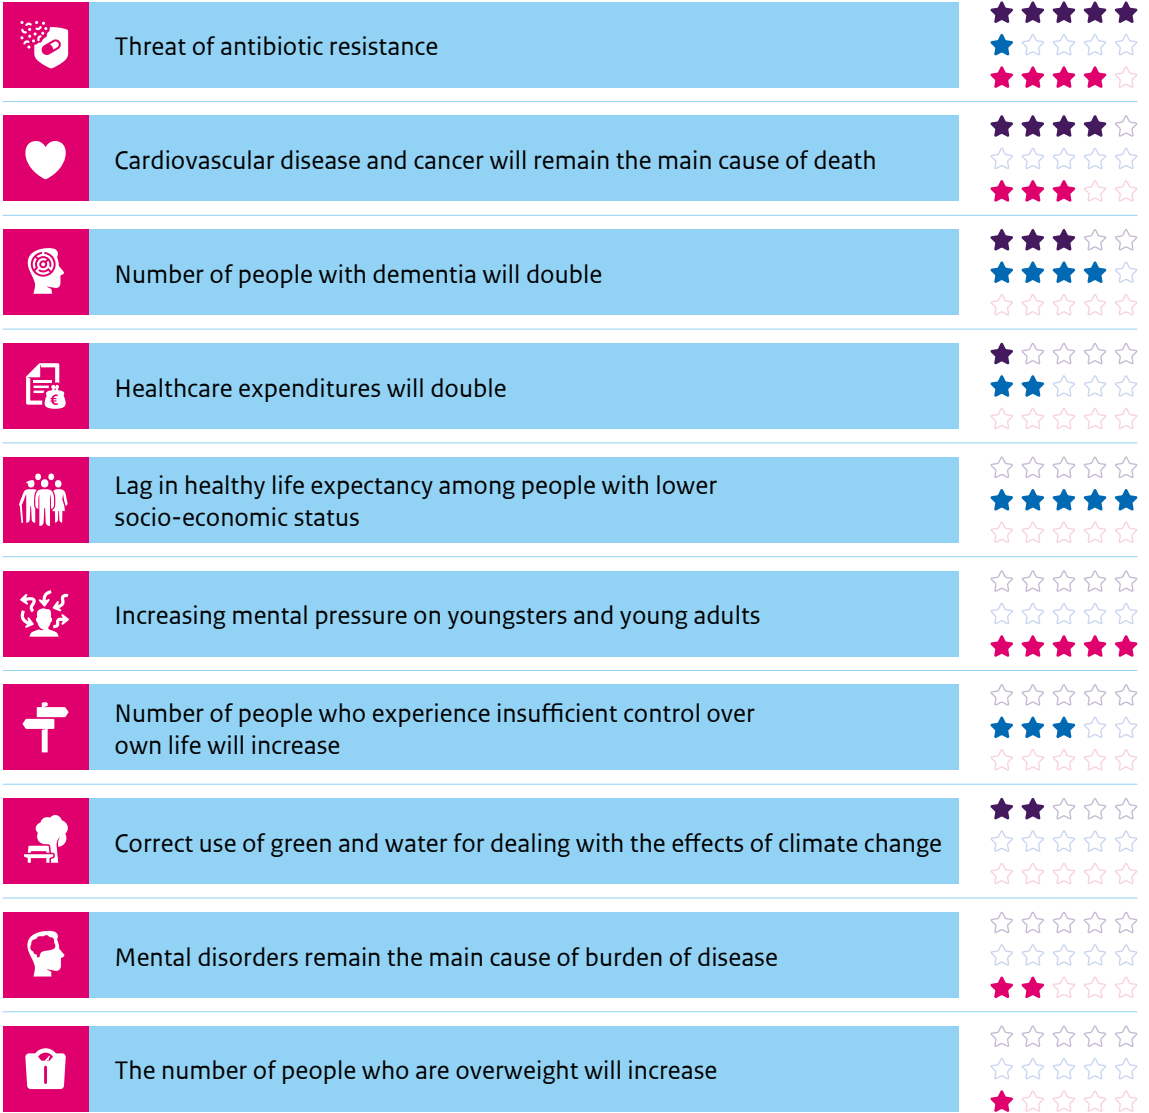 Threat of antibiotic resistance
Cardiovascular disease and cancer will remain the main cause of death
Number of people with dementia will double
€
Healthcare expenditures will double
Lag in healthy life expectancy among people with lower
socio-economic status
Increasing mental pressure on youngsters and young adults
Number of people who experience insufficient control over
own life will increase
Correct use of green and water for dealing with the effects of climate change
Mental disorders remain the main cause of burden of disease
The number of people who are overweight will increase